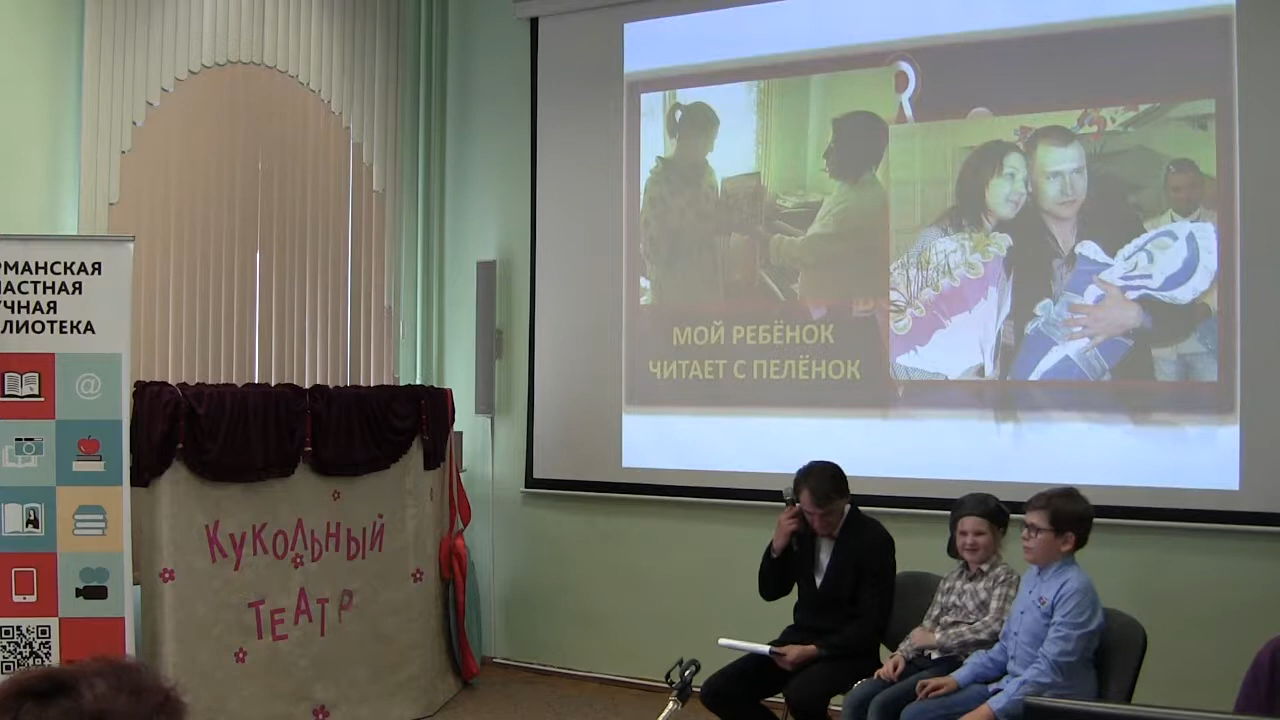 РМАНСКАЯ
ЛАСТНАЯ
УЧНАЯ
БЛИОТЕКА
@
КУКОЛЬНЫЙ
ТЕАТР
МОЙ РЕБЁНОК
ЧИТАЕТ С ПЕЛЁНОК